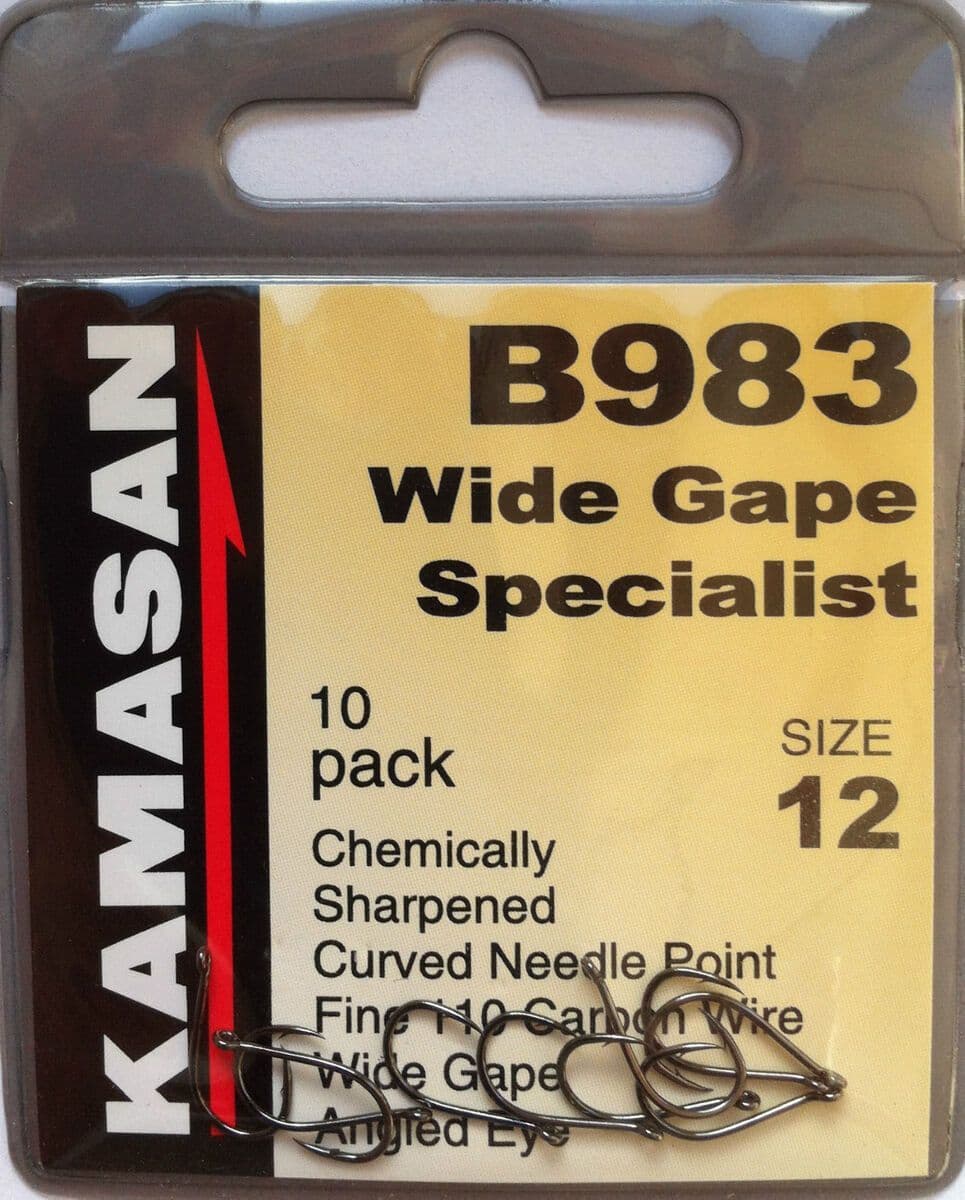 KAMASAN
B983
Wide Gape
Specialist
10
pack
SIZE
12
Chemically
Sharpened
Curved Needle Point
Fine 110 Carbon Wire
Wide Gape
Angled Eye